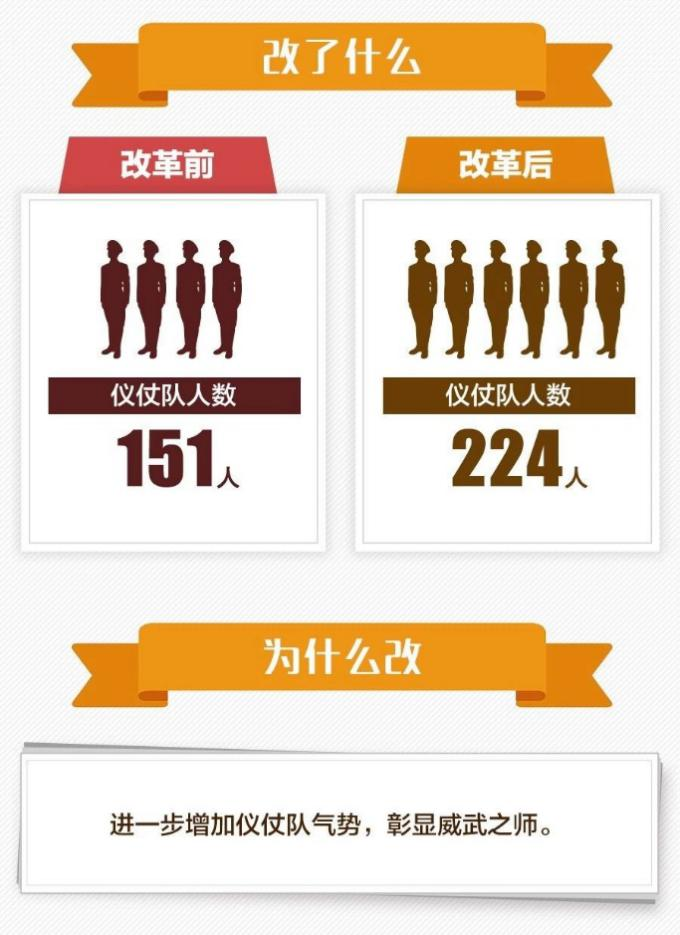 改了什么
改革前
改革后
仪仗队人数
仪仗队人数
151人
224人
为什么改
进一步增加仪仗队气势，彰显威武之师。